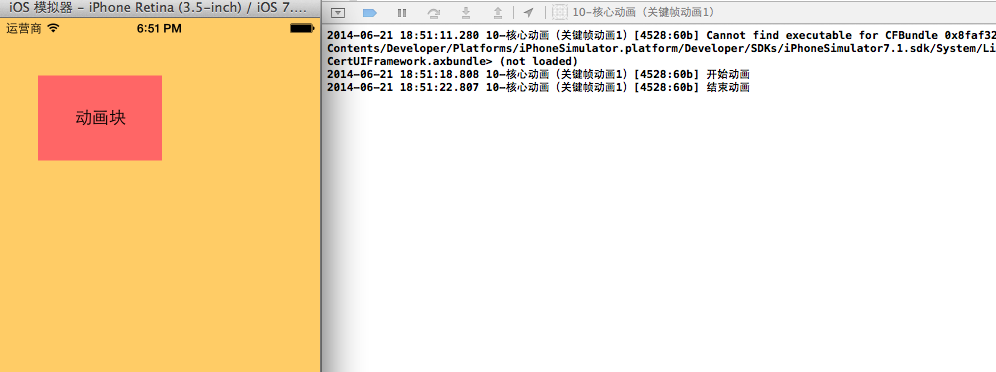 iOS 模拟器 – iPhone Retina (3.5-inch) / iOS 7....
运营商 6:51 PM
动画块
10-核心动画（关键帧动画1）
2014-06-21 18:51:11.280 10-核心动画（关键帧动画1）[4528:60b] Cannot find executable for CFBundle 0x8faf32
Contents/Developer/Platforms/iPhoneSimulator.platform/Developer/SDKs/iPhoneSimulator7.1.sdk/System/Li
CertUIFramework.axbundle> (not loaded)
2014-06-21 18:51:18.808 10-核心动画（关键帧动画1）[4528:60b] 开始动画
2014-06-21 18:51:22.807 10-核心动画（关键帧动画1）[4528:60b] 结束动画